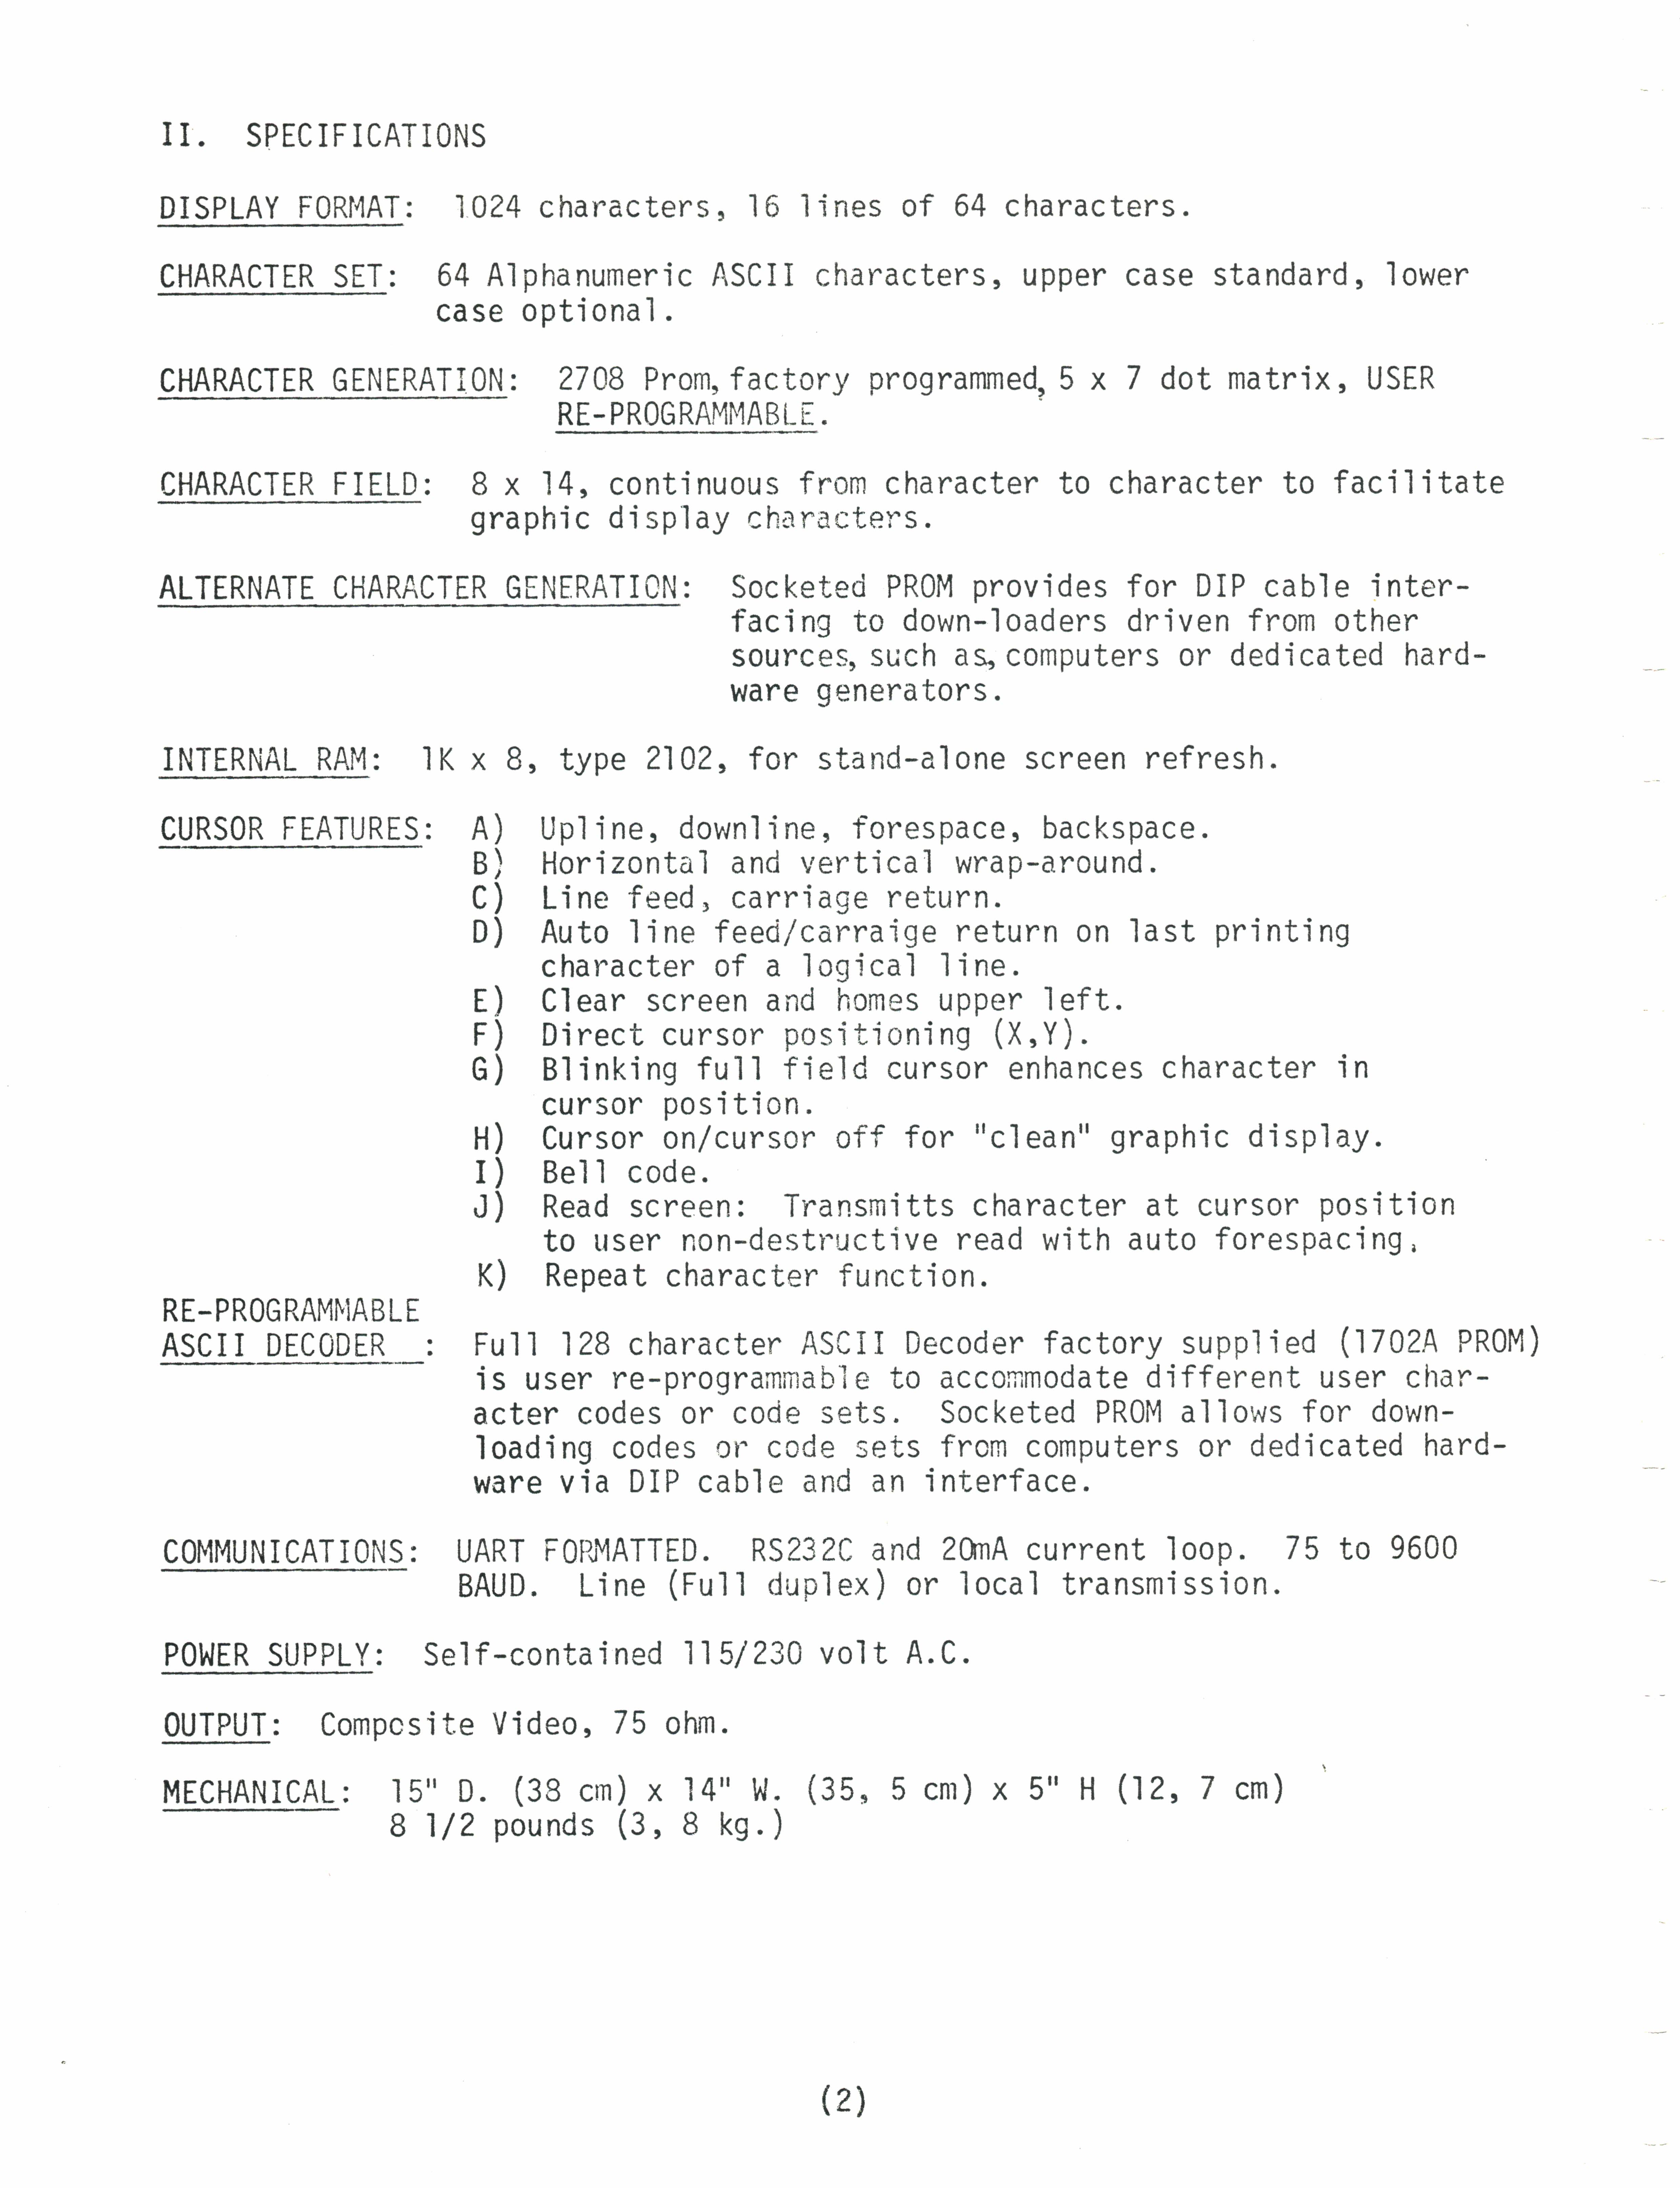 II. SPECIFICATIONS
DISPLAY FORMAT: 1024 characters, 16 lines of 64 characters.
CHARACTER SET: 64 Alphanumeric ASCII characters, upper case standard, lower
case optional.
CHARACTER GENERATION: 2708 Prom, factory programmed, 5 x 7 dot matrix, USER
RE-PROGRAMMABLE.
CHARACTER FIELD: 8 x 14, continuous from character to character to facilitate
graphic display characters.
ALTERNATE CHARACTER GENERATION: Socketed PROM provides for DIP cable inter-
facing to down-loaders driven from other
sources, such as, computers or dedicated hard-
ware generators.
INTERNAL RAM: 1K x 8, type 2102, for stand-alone screen refresh.
CURSOR FEATURES: A) Upline, downline, forespace, backspace.
B) Horizontal and vertical wrap-around.
C) Line feed, carriage return.
D) Auto line feed/carraige return on last printing
character of a logical line.
E) Clear screen and homes upper left.
F) Direct cursor positioning (X,Y).
G) Blinking full field cursor enhances character in
cursor position.
H) Cursor on/cursor off for "clean" graphic display.
I) Bell code.
J) Read screen: Transmitts character at cursor position
to user non-destructive read with auto forespacing.
K) Repeat character function.
RE-PROGRAMMABLE
ASCII DECODER : Full 128 character ASCII Decoder factory supplied (1702A PROM)
is user re-programmable to accommodate different user char-
acter codes or code sets. Socketed PROM allows for down-
loading codes or code sets from computers or dedicated hard-
ware via DIP cable and an interface.
COMMUNICATIONS: UART FORMATTED. RS232C and 20mA current loop. 75 to 9600
BAUD. Line (Full duplex) or local transmission.
POWER SUPPLY: Self-contained 115/230 volt A.C.
OUTPUT: Composite Video, 75 ohm.
MECHANICAL: 15" D. (38 cm) x 14" W. (35, 5 cm) x 5" H (12, 7 cm)
8 1/2 pounds (3, 8 kg.)
(2)